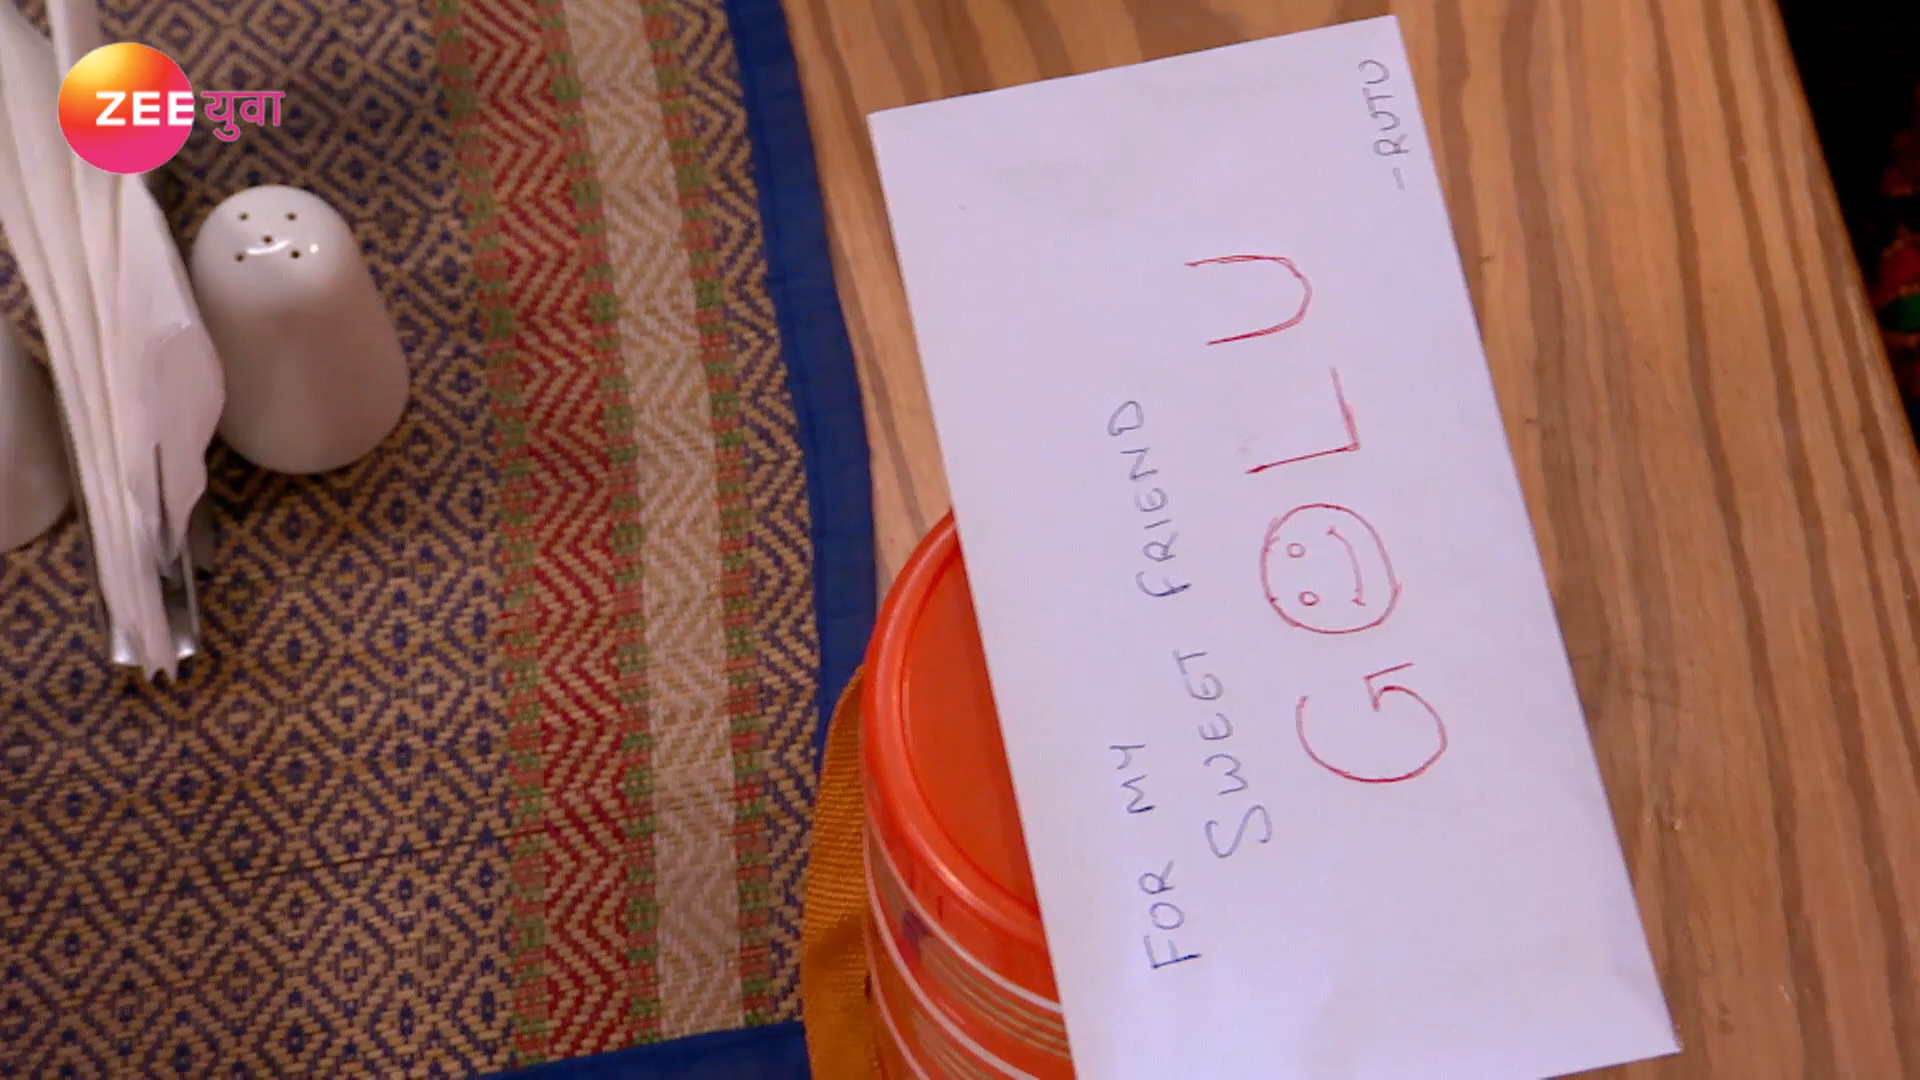 ZEE युवा
FOR MY
SWEET FRIEND
GOLU
- RUTU